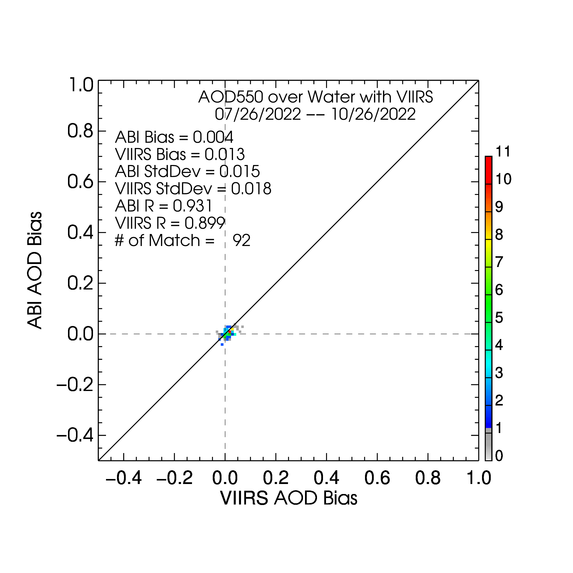 AOD550 over Water with VIIRS
07/26/2022 -- 10/26/2022
ABI Bias = 0.004
VIIRS Bias = 0.013
ABI StdDev = 0.015
VIIRS StdDev = 0.018
ABI R = 0.931
VIIRS R = 0.899
# of Match = 92
ABI AOD Bias
1.0
0.8
0.6
0.4
0.2
0.0
−0.2
−0.4
−0.4 −0.2 0.0 0.2 0.4 0.6 0.8 1.0
VIIRS AOD Bias
11
10
9
8
7
6
5
4
3
2
1
0